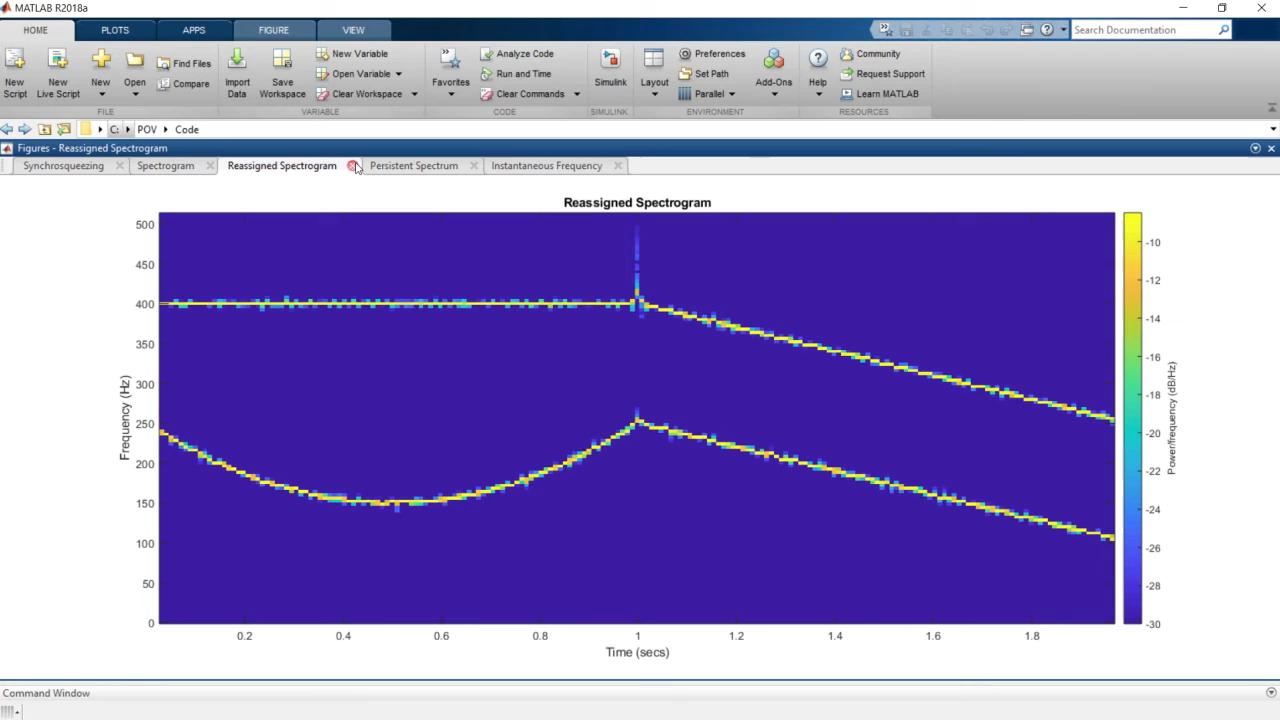 MATLAB R2018a
HOME PLOTS APPS FIGURE VIEW Search Documentation
New Script New Live Script New Open Find Files Compare Import Data Save Workspace New Variable Open Variable Clear Workspace Favorites Analyze Code Run and Time Clear Commands Simulink Layout Preferences Set Path Parallel Add-Ons Help Community Request Support Learn MATLAB
FILE VARIABLE CODE SIMULINK ENVIRONMENT RESOURCES
C: POV Code
Figures - Reassigned Spectrogram
Synchrosqueezing Spectrogram Reassigned Spectrogram Persistent Spectrum Instantaneous Frequency
Reassigned Spectrogram
500
450
400
350
300
250
200
150
100
50
0
Frequency (Hz)
0.2 0.4 0.6 0.8 1 1.2 1.4 1.6 1.8
Time (secs)
-10
-12
-14
-16
-18
-20
-22
-24
-26
-28
-30
Power/frequency (dB/Hz)
Command Window